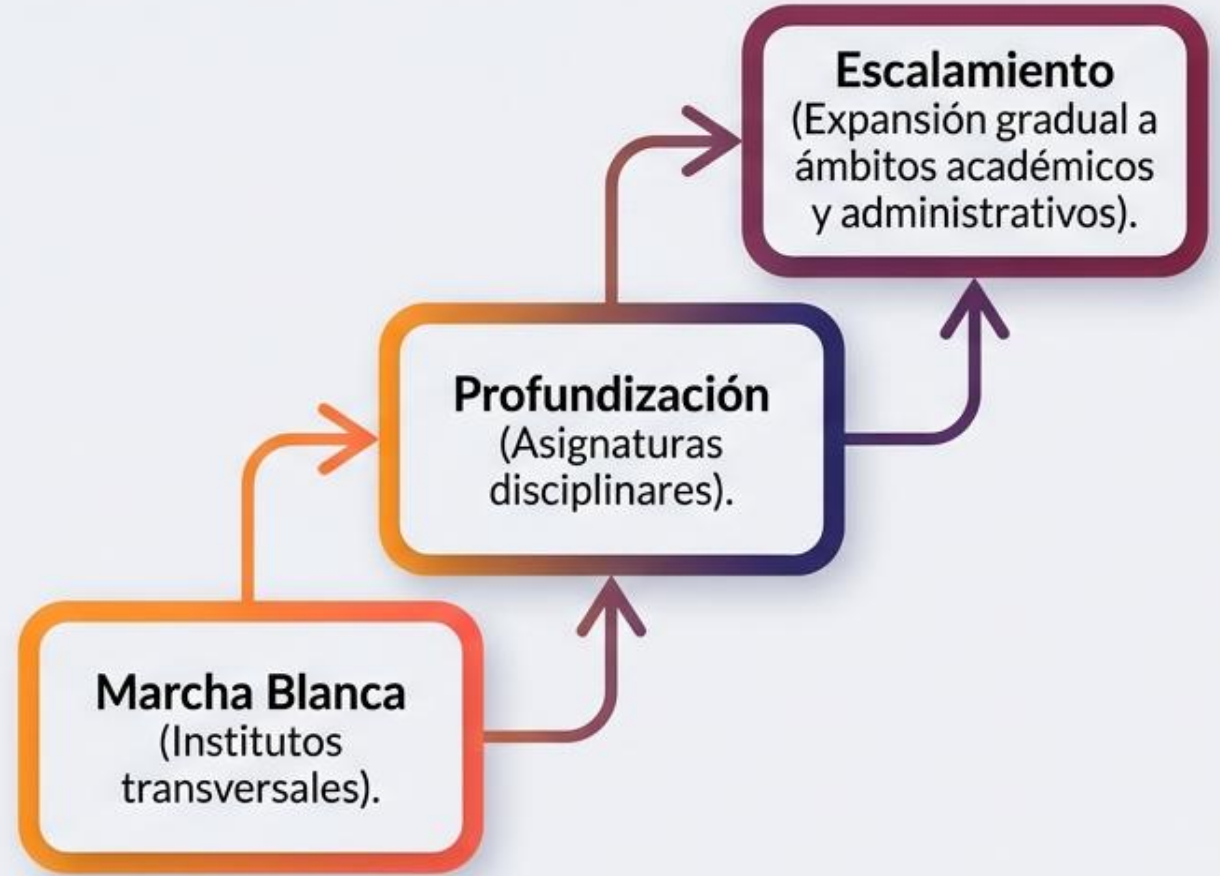 Escalamiento
(Expansión gradual a
ámbitos académicos
y administrativos).
Profundización
(Asignaturas
disciplinares).
Marcha Blanca
(Institutos
transversales).